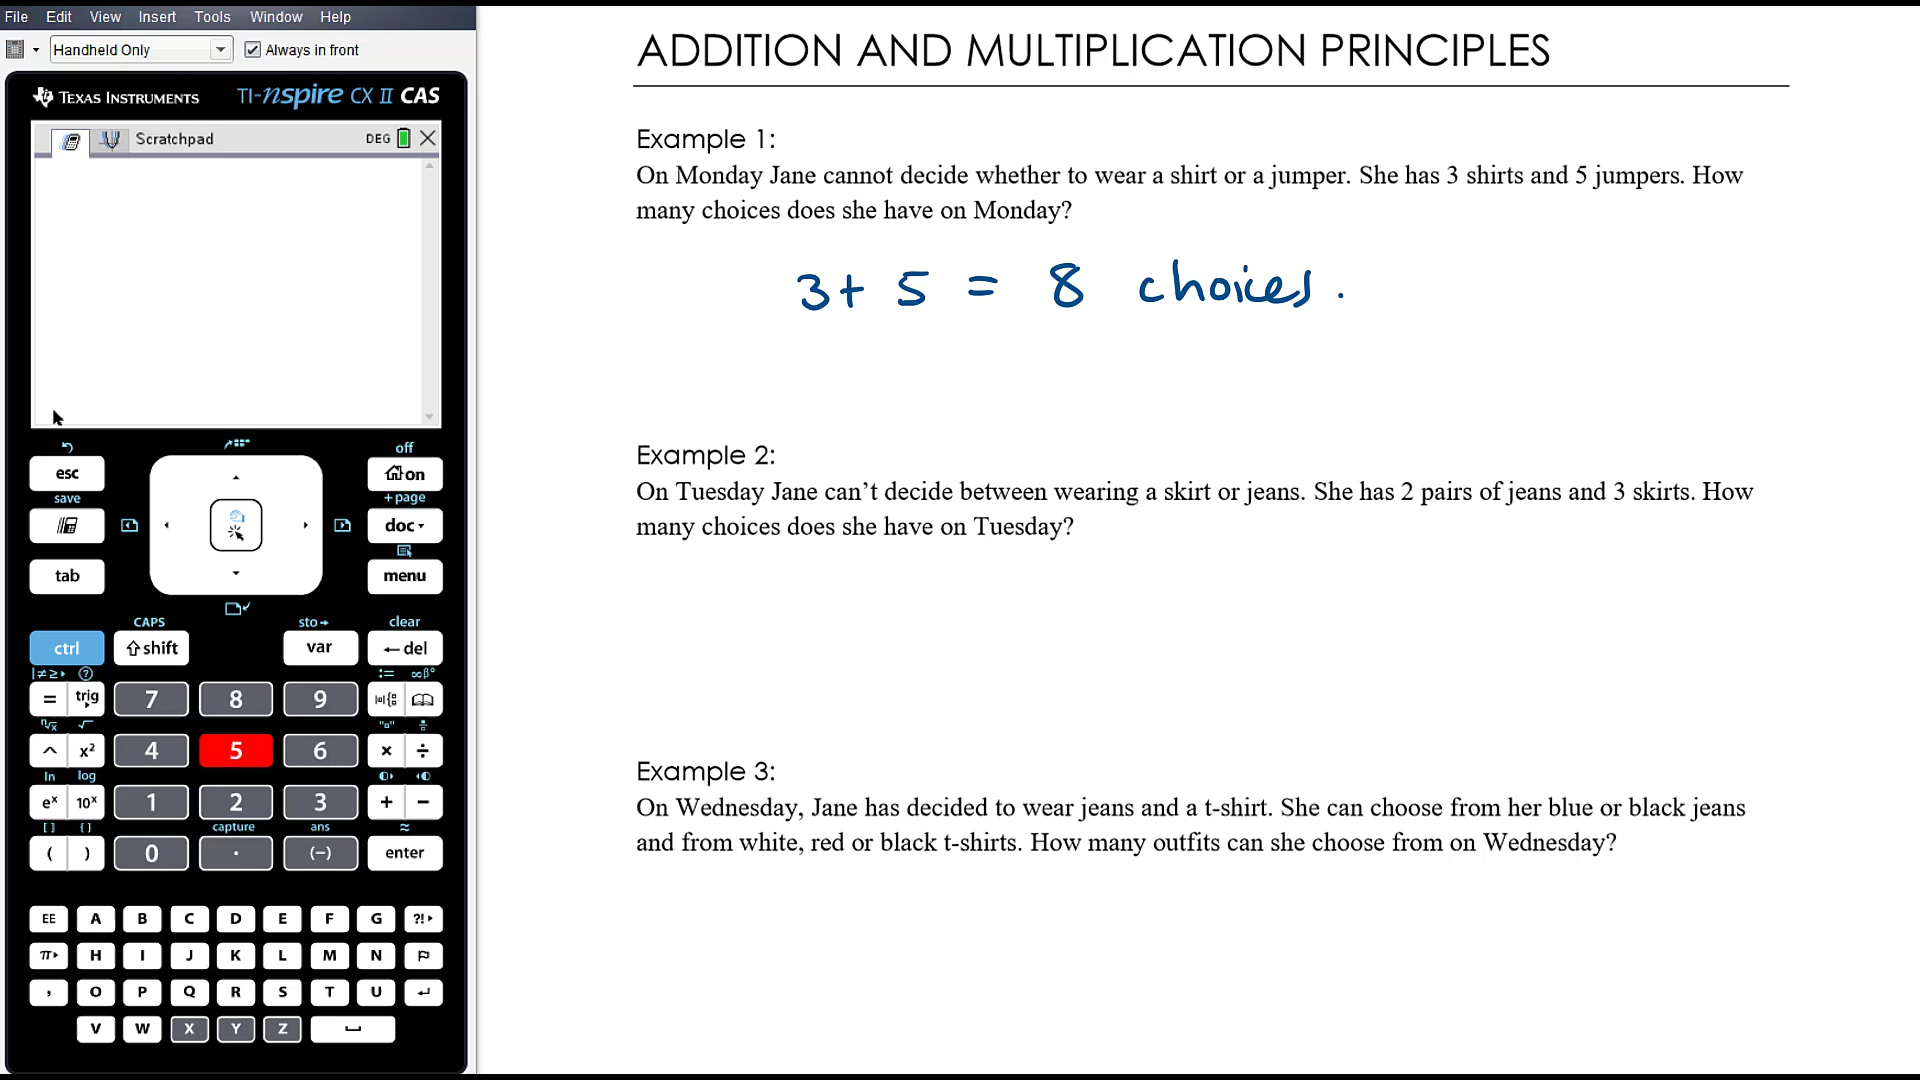 File Edit View Insert Tools Window Help
Handheld Only Always in front
TEXAS INSTRUMENTS TI-nspire CX II CAS
Scratchpad DEG
off
esc on
save +page
doc
tab menu
CAPS sto→ clear
ctrl ⇧shift var ←del
|≠≥▸ ? := ∞β°
= trig 7 8 9
ⁿ√x √
^ x² 4 5 6 × ÷
ln log
eˣ 10ˣ 1 2 3 + −
[ ] { } capture ans ≈
( ) 0 . (−) enter
EE A B C D E F G ?!▸
π▸ H I J K L M N
, O P Q R S T U ↵
V W X Y Z
ADDITION AND MULTIPLICATION PRINCIPLES
Example 1:
On Monday Jane cannot decide whether to wear a shirt or a jumper. She has 3 shirts and 5 jumpers. How
many choices does she have on Monday?
3 + 5 = 8 choices.
Example 2:
On Tuesday Jane can’t decide between wearing a skirt or jeans. She has 2 pairs of jeans and 3 skirts. How
many choices does she have on Tuesday?
Example 3:
On Wednesday, Jane has decided to wear jeans and a t-shirt. She can choose from her blue or black jeans
and from white, red or black t-shirts. How many outfits can she choose from on Wednesday?